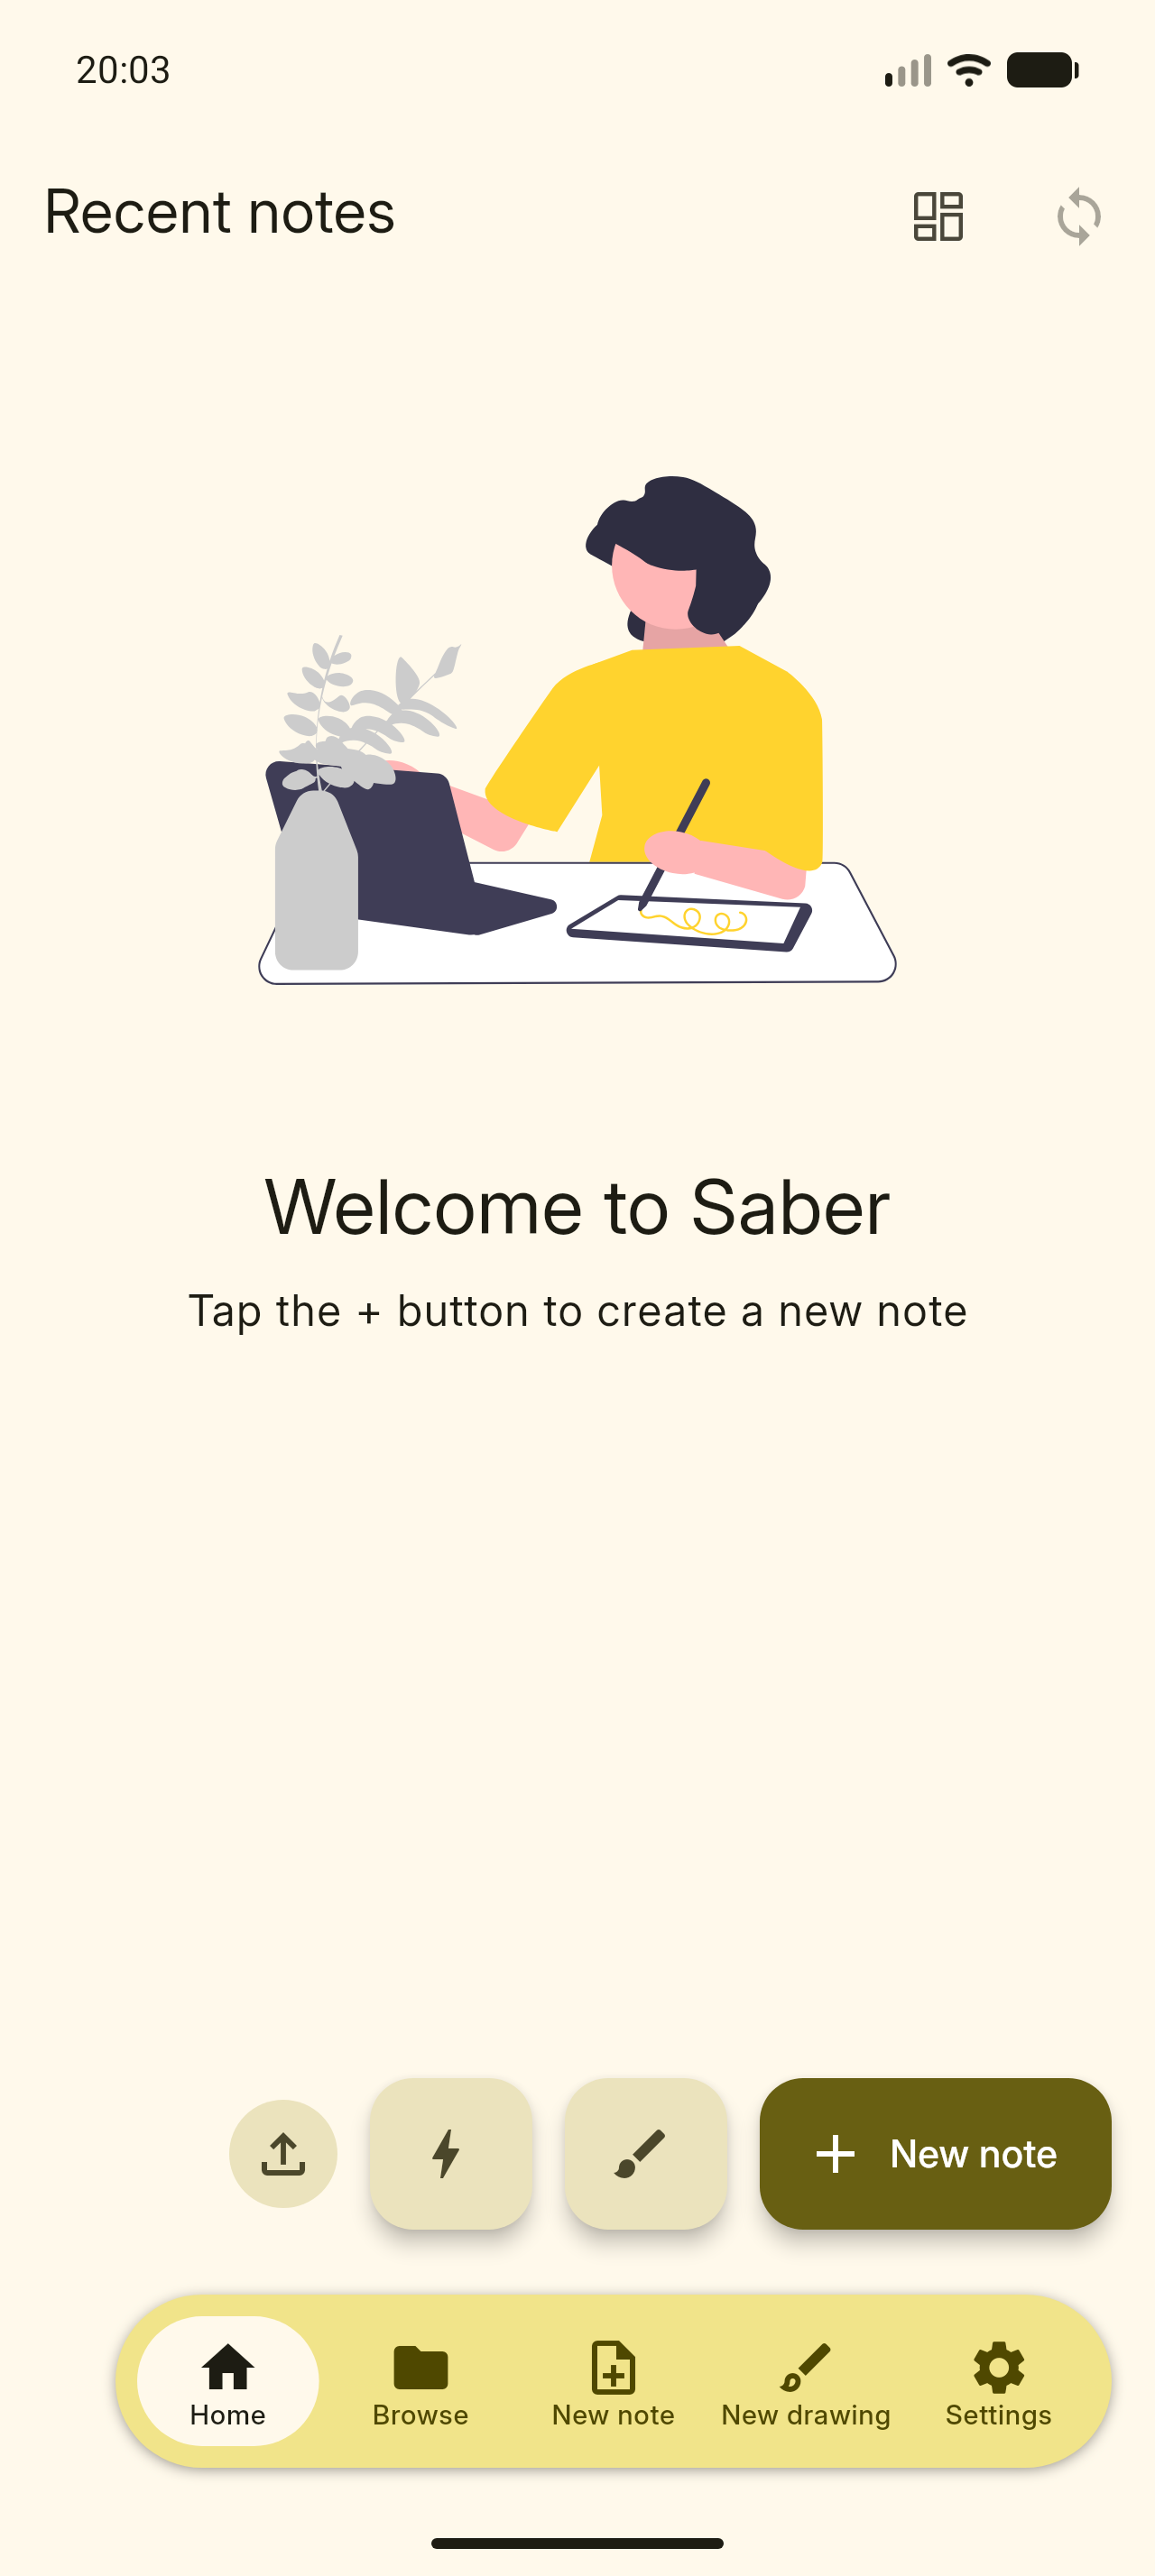 20:03
Recent notes
Welcome to Saber
Tap the + button to create a new note
New note
Home
Browse
New note
New drawing
Settings